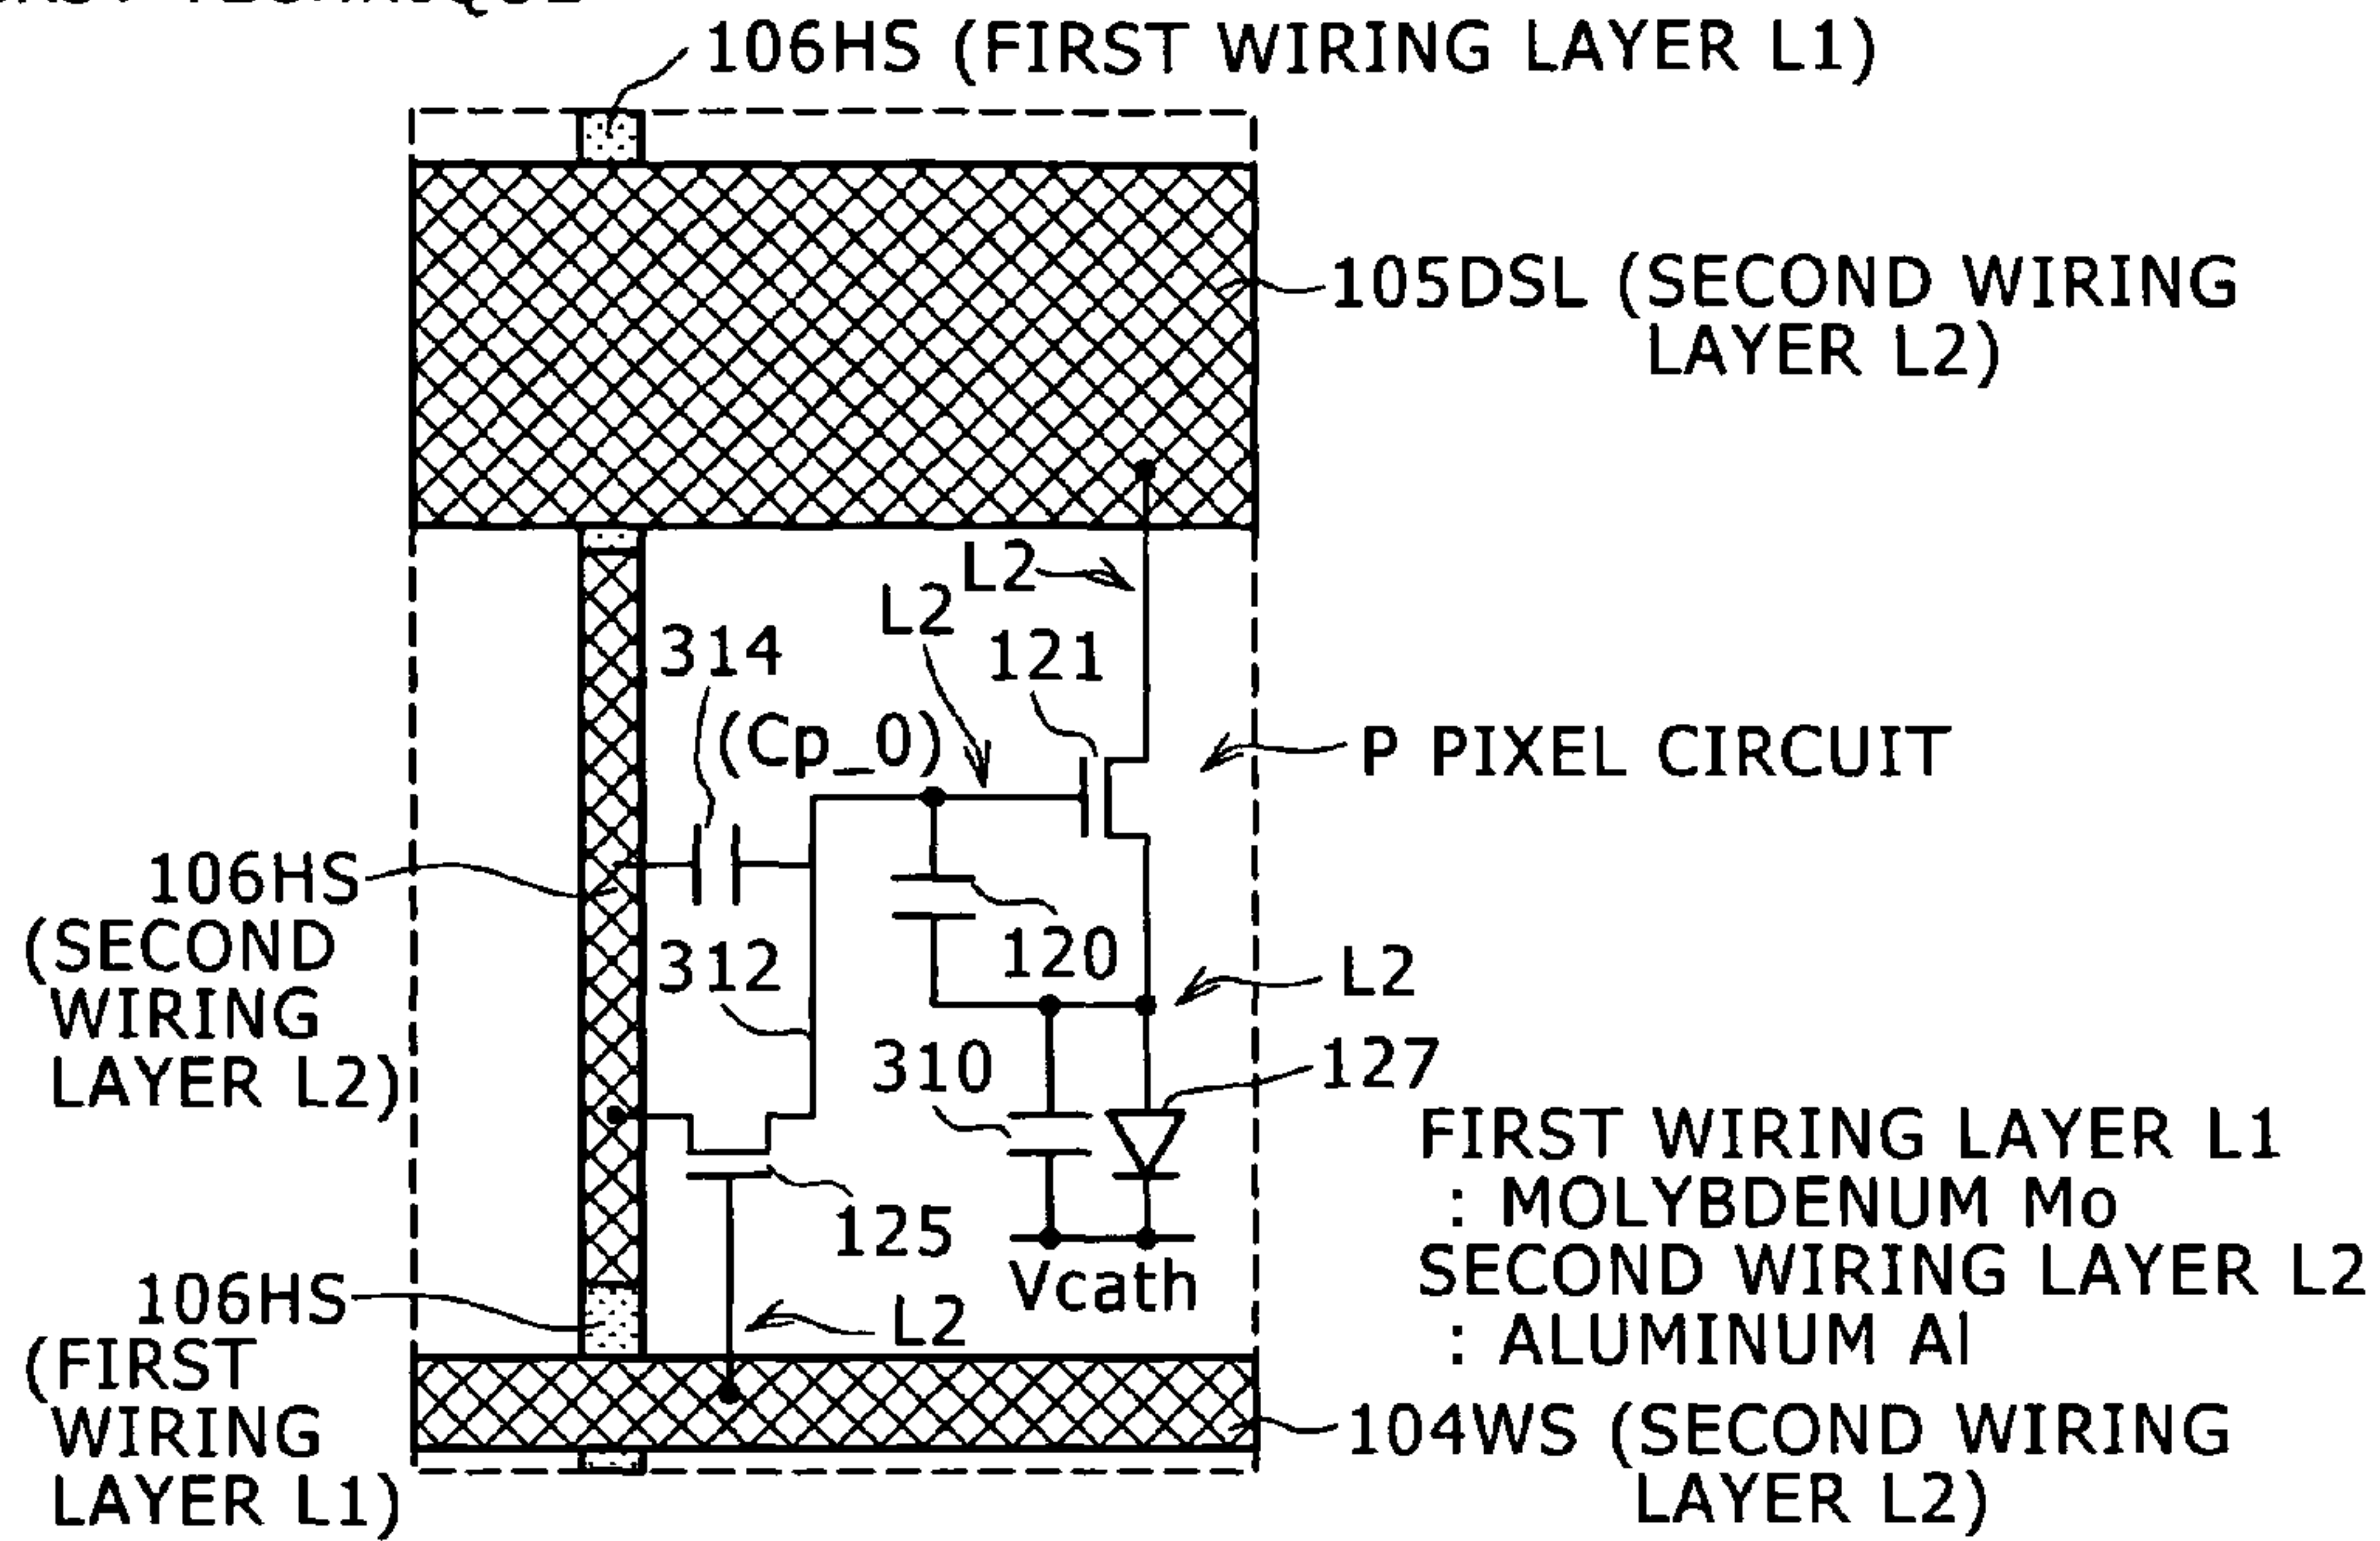 106HS (FIRST WIRING LAYER L1)
105DSL (SECOND WIRING
LAYER L2)
L2
L2
314
121
(Cp_0)
P PIXEL CIRCUIT
106HS
(SECOND
WIRING
LAYER L2)
312
120
L2
310
127
FIRST WIRING LAYER L1
: MOLYBDENUM Mo
SECOND WIRING LAYER L2
: ALUMINUM Al
125
Vcath
106HS
(FIRST
WIRING
LAYER L1)
L2
104WS (SECOND WIRING
LAYER L2)